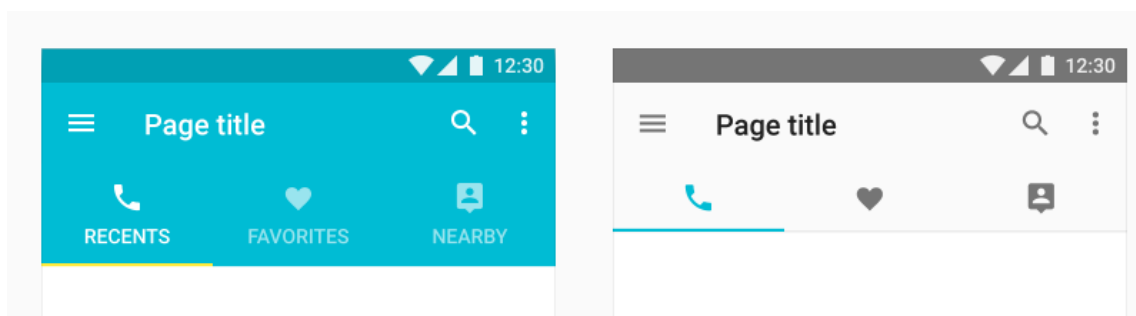 12:30
Page title
RECENTS FAVORITES NEARBY
12:30
Page title